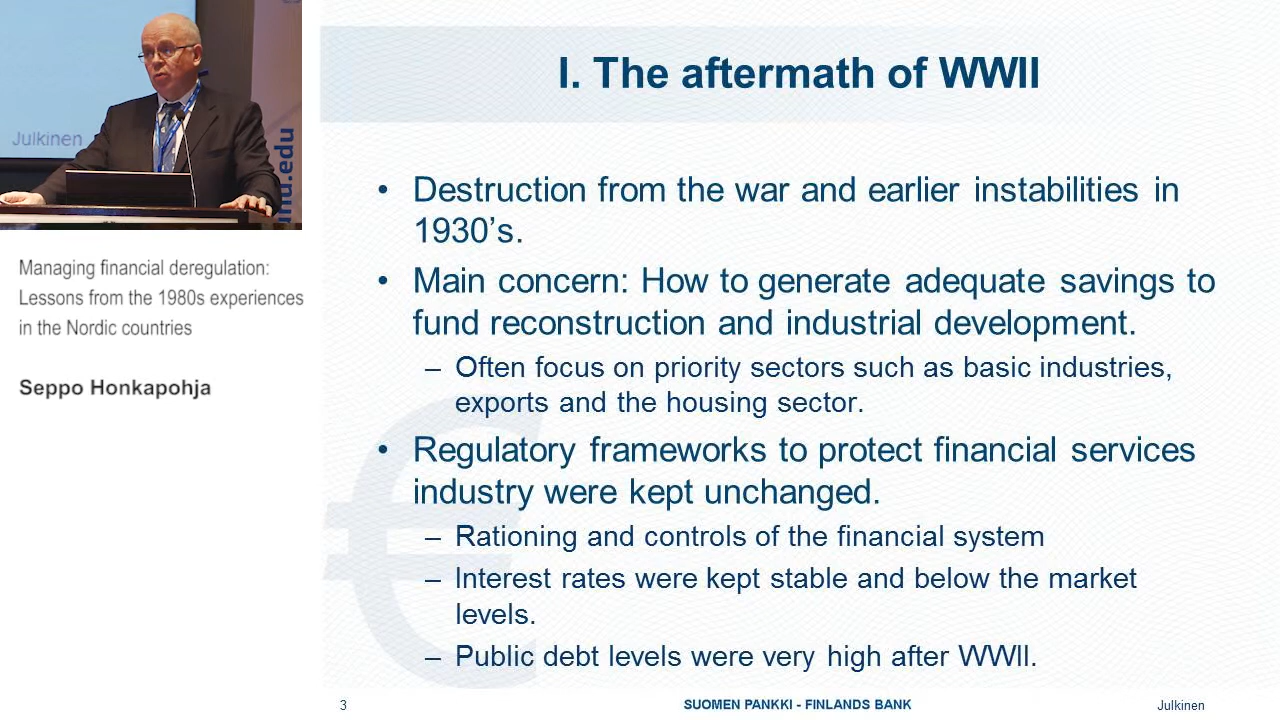 Julkinen
unu.edu
Managing financial deregulation:
Lessons from the 1980s experiences
in the Nordic countries
Seppo Honkapohja
I. The aftermath of WWII
• Destruction from the war and earlier instabilities in
1930’s.
• Main concern: How to generate adequate savings to
fund reconstruction and industrial development.
– Often focus on priority sectors such as basic industries,
exports and the housing sector.
• Regulatory frameworks to protect financial services
industry were kept unchanged.
– Rationing and controls of the financial system
– Interest rates were kept stable and below the market
levels.
– Public debt levels were very high after WWII.
3
SUOMEN PANKKI - FINLANDS BANK
Julkinen